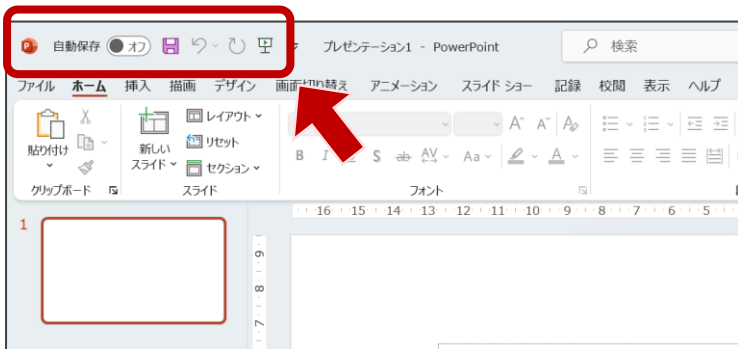 自動保存 オフ プレゼンテーション1 - PowerPoint 検索
ファイル ホーム 挿入 描画 デザイン 画面切り替え アニメーション スライド ショー 記録 校閲 表示 ヘルプ
貼り付け 新しい スライド レイアウト リセット セクション
B I S ab AV Aa A A A A
クリップボード スライド フォント
16 15 14 13 12 11 10 9 8 7 6 5
1
9
8
7